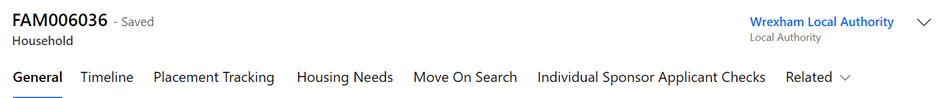 FAM006036 - Saved
Household
Wrexham Local Authority
Local Authority
General Timeline Placement Tracking Housing Needs Move On Search Individual Sponsor Applicant Checks Related